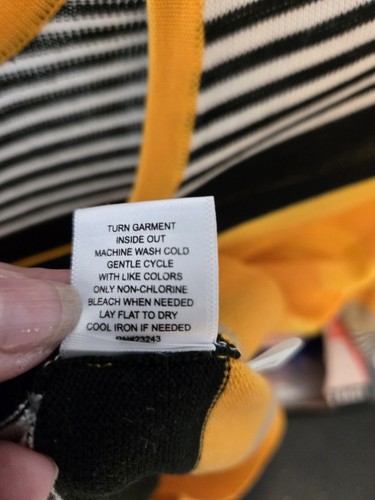 TURN GARMENT
INSIDE OUT
MACHINE WASH COLD
GENTLE CYCLE
WITH LIKE COLORS
ONLY NON-CHLORINE
BLEACH WHEN NEEDED
LAY FLAT TO DRY
COOL IRON IF NEEDED